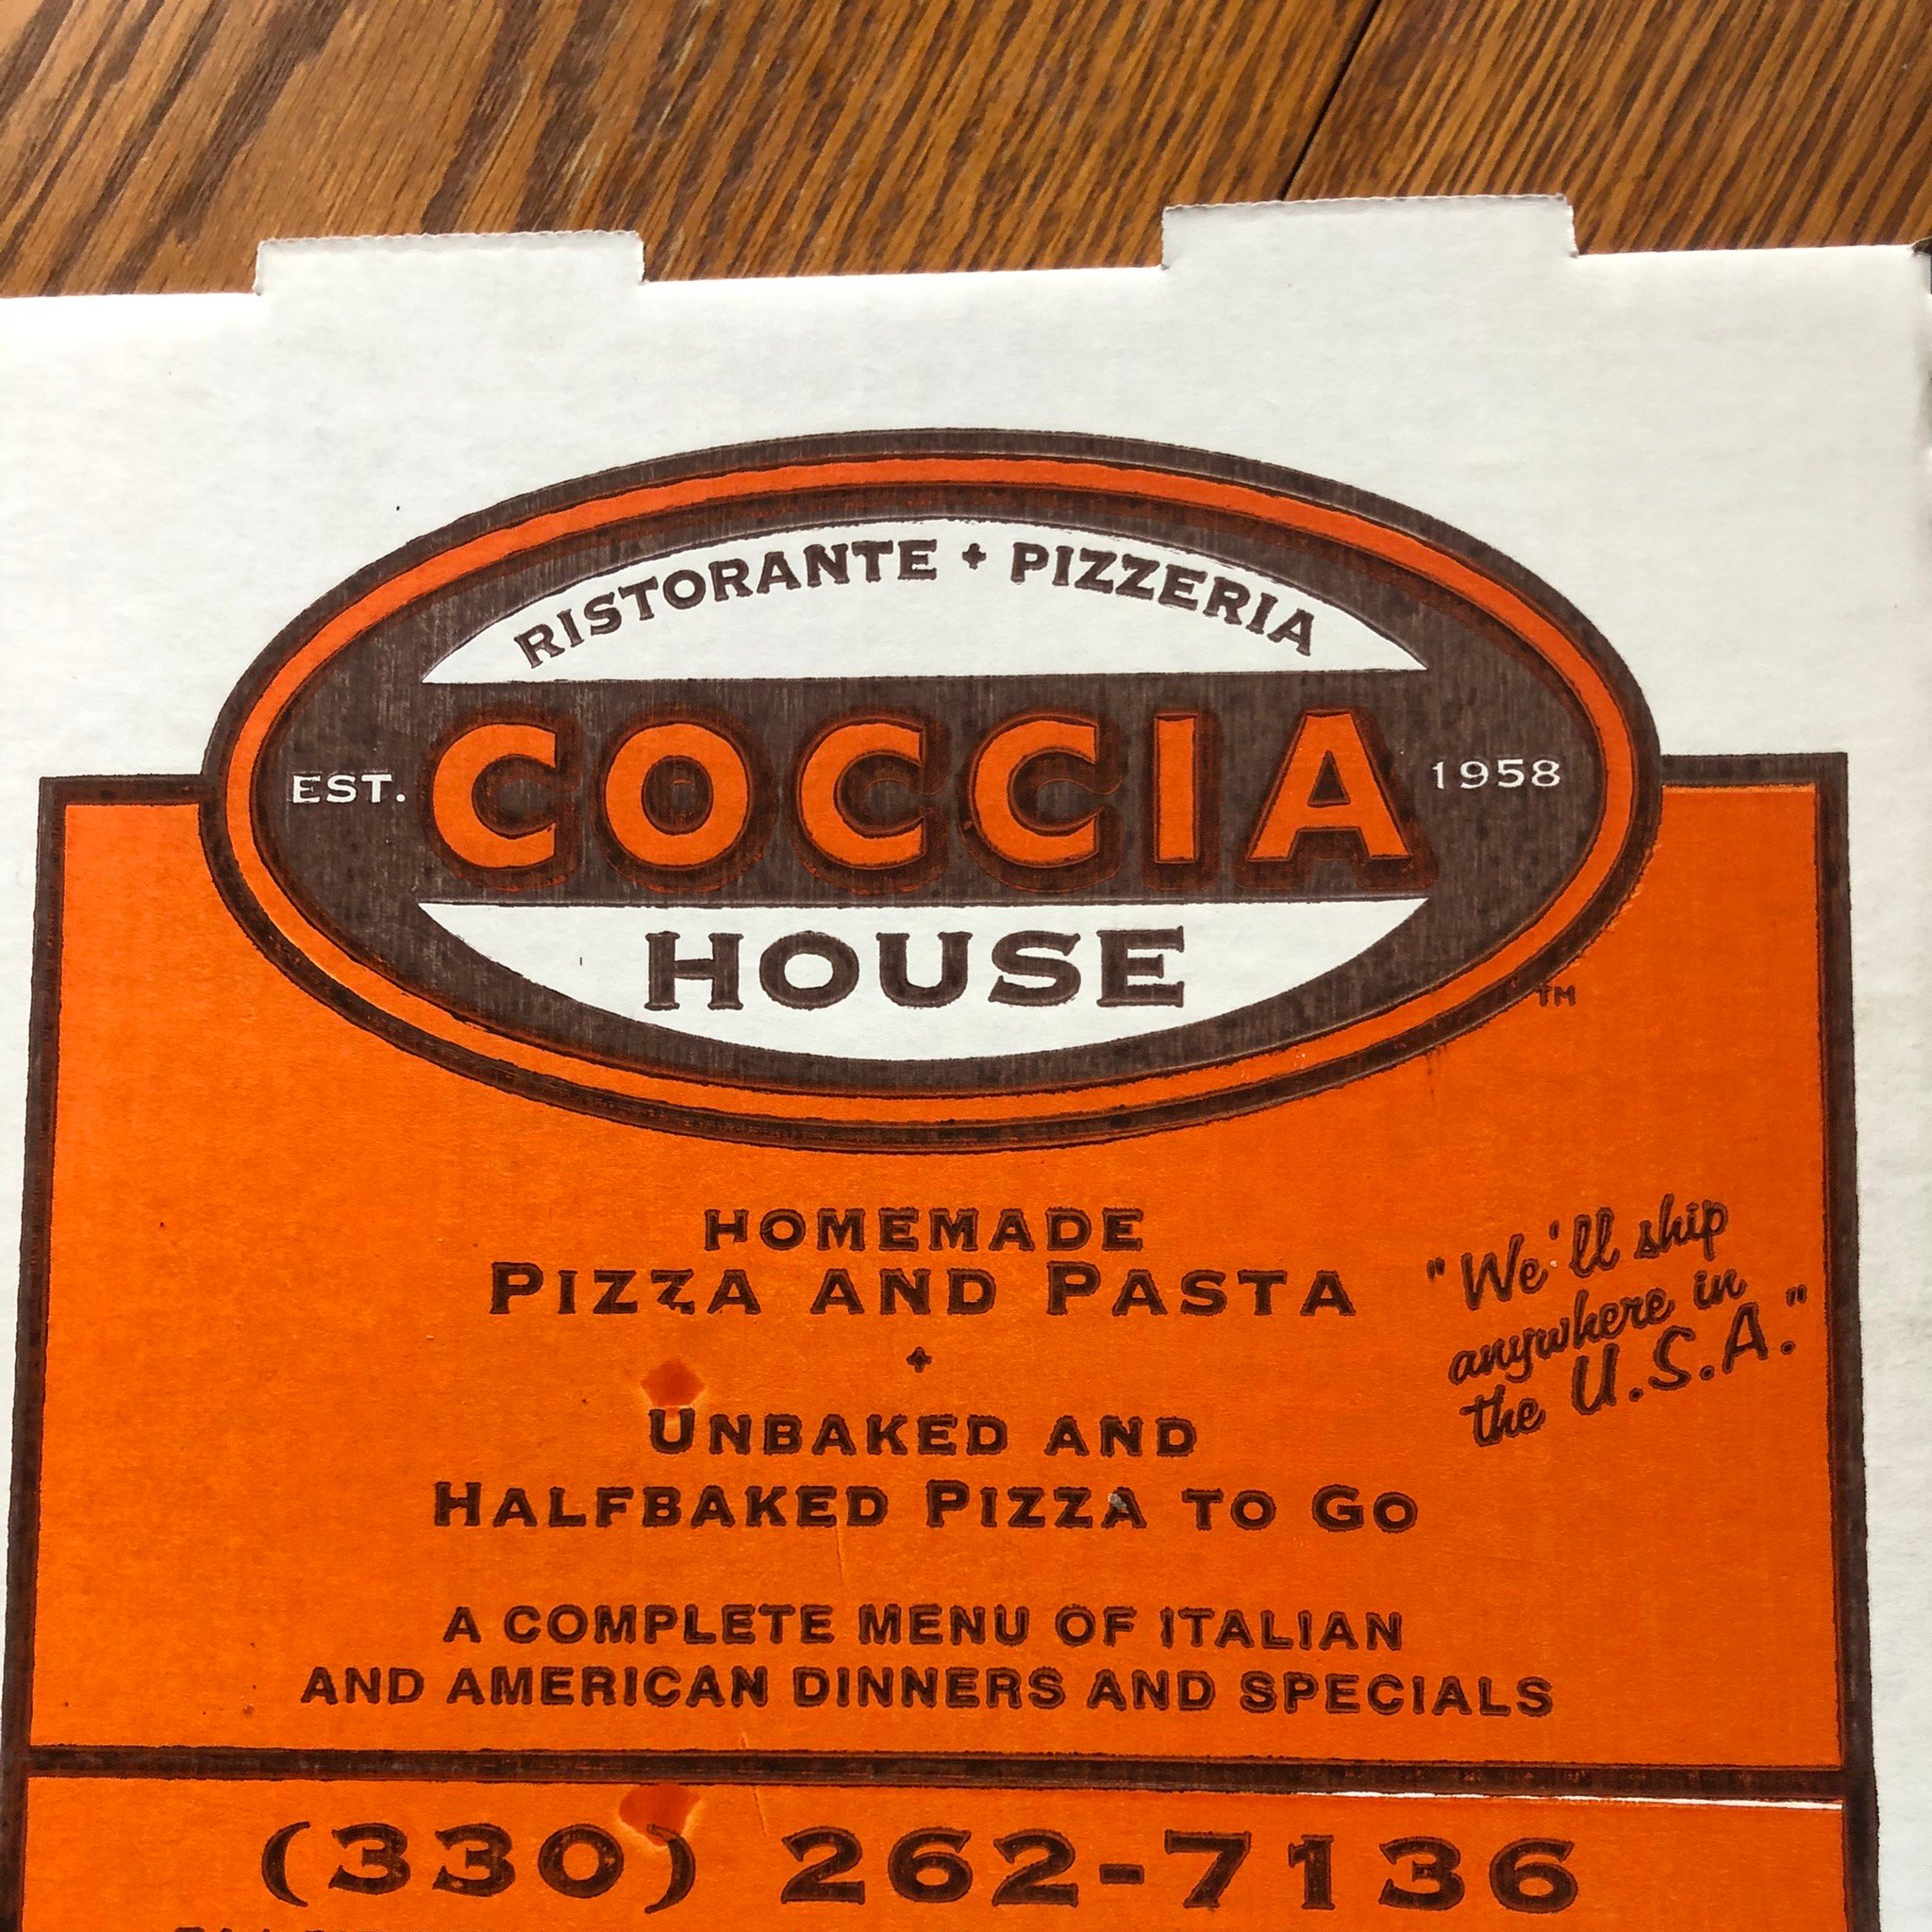 RISTORANTE + PIZZERIA
EST. COCCIA 1958
HOUSE
TM
HOMEMADE
PIZZA AND PASTA
+
UNBAKED AND
HALFBAKED PIZZA TO GO
"We'll ship
anywhere in
the U.S.A."
A COMPLETE MENU OF ITALIAN
AND AMERICAN DINNERS AND SPECIALS
(330) 262-7136